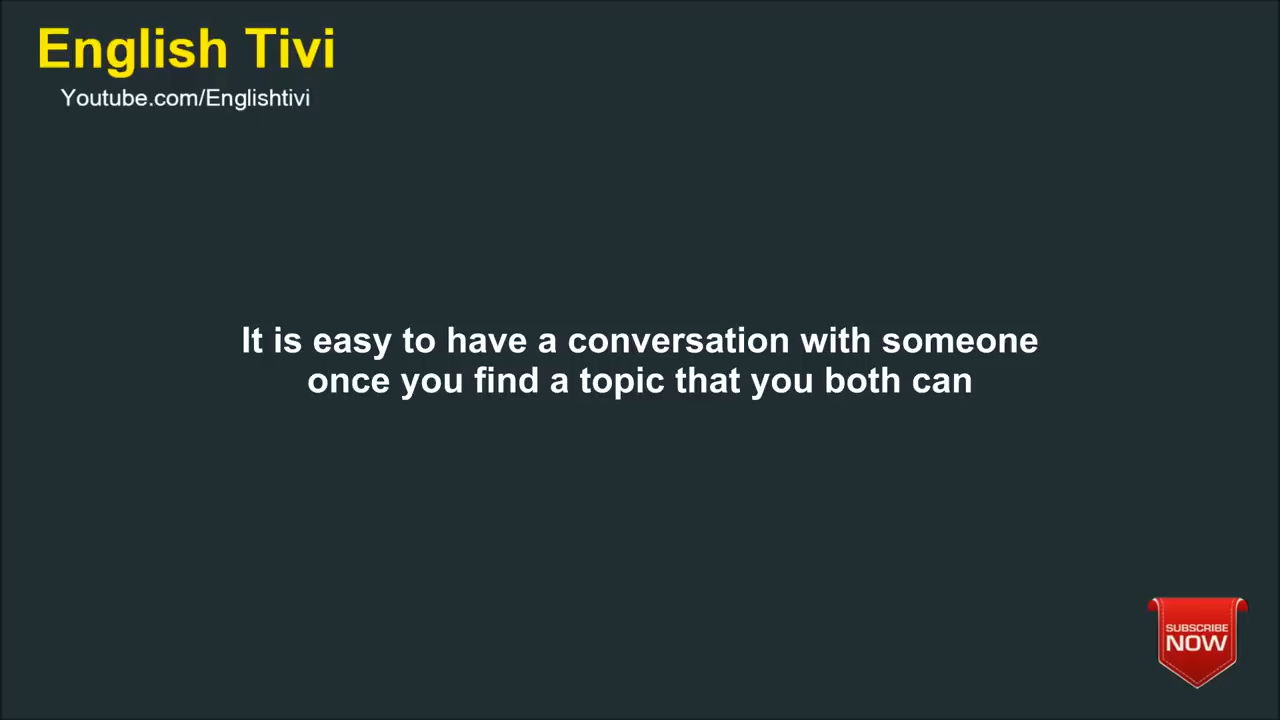 English Tivi
Youtube.com/Englishtivi
It is easy to have a conversation with someone
once you find a topic that you both can
SUBSCRIBE
NOW